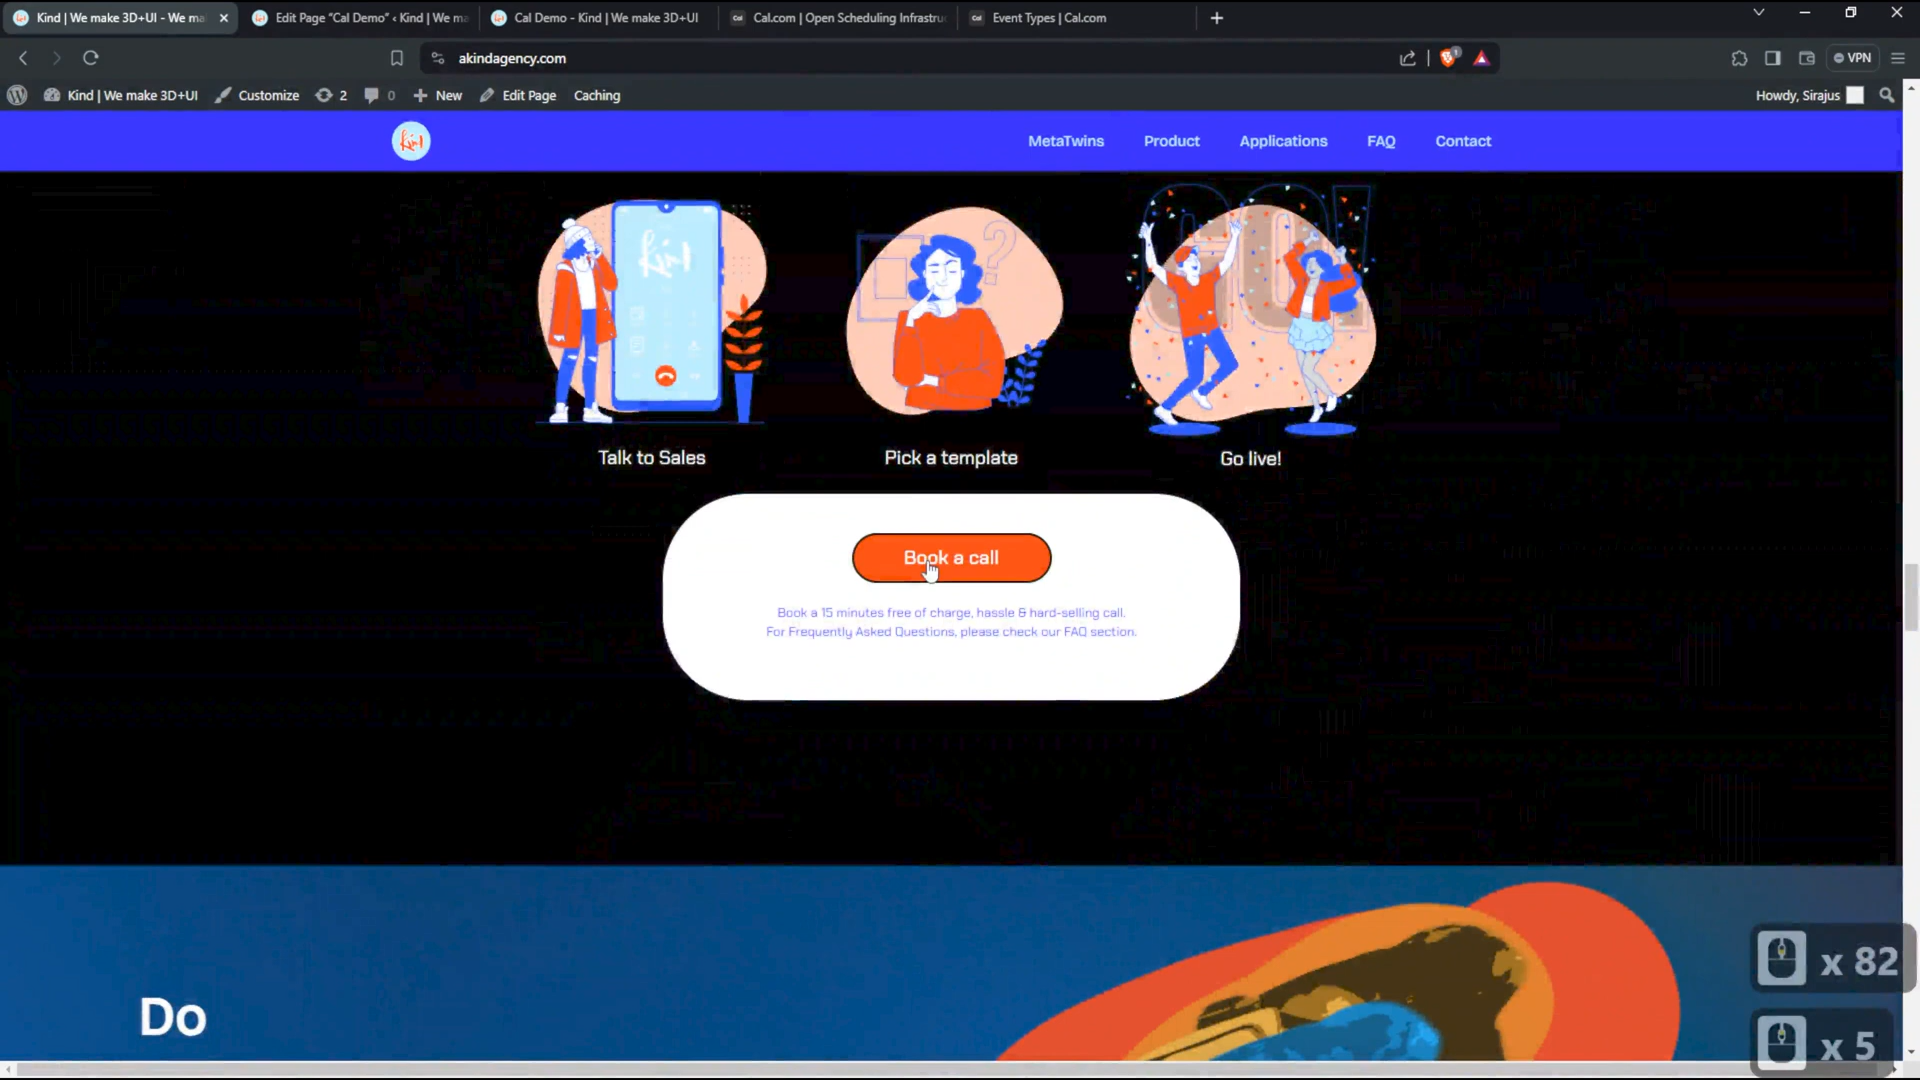 Kind | We make 3D+UI - We ma
Edit Page “Cal Demo” ‹ Kind | We ma
Cal Demo - Kind | We make 3D+UI
Cal.com | Open Scheduling Infrastru
Event Types | Cal.com
akindagency.com
1
VPN
Kind | We make 3D+UI
Customize
2
0
New
Edit Page
Caching
Howdy, Sirajus
Kind
MetaTwins
Product
Applications
FAQ
Contact
Kind
?
GO!
Talk to Sales
Pick a template
Go live!
Book a call
Book a 15 minutes free of charge, hassle & hard-selling call.
For Frequently Asked Questions, please check our FAQ section.
Do
x 82
x 5